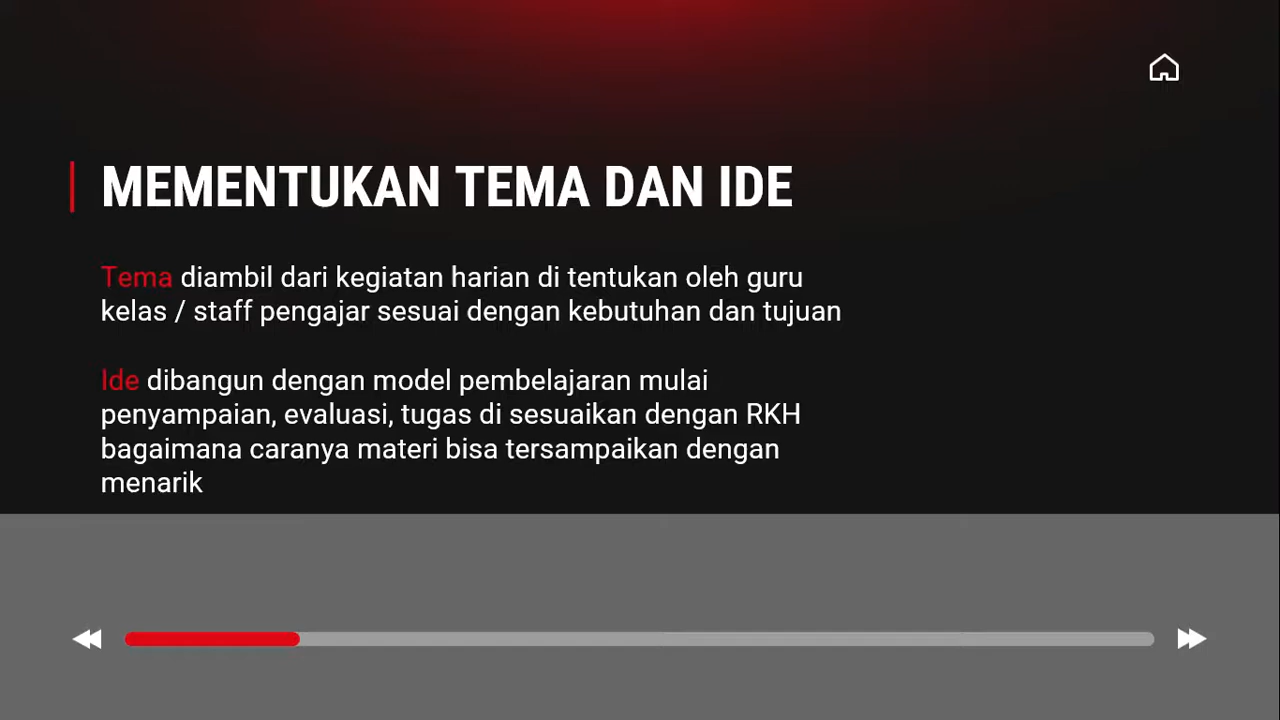 MEMENTUKAN TEMA DAN IDE
Tema diambil dari kegiatan harian di tentukan oleh guru
kelas / staff pengajar sesuai dengan kebutuhan dan tujuan
Ide dibangun dengan model pembelajaran mulai
penyampaian, evaluasi, tugas di sesuaikan dengan RKH
bagaimana caranya materi bisa tersampaikan dengan
menarik